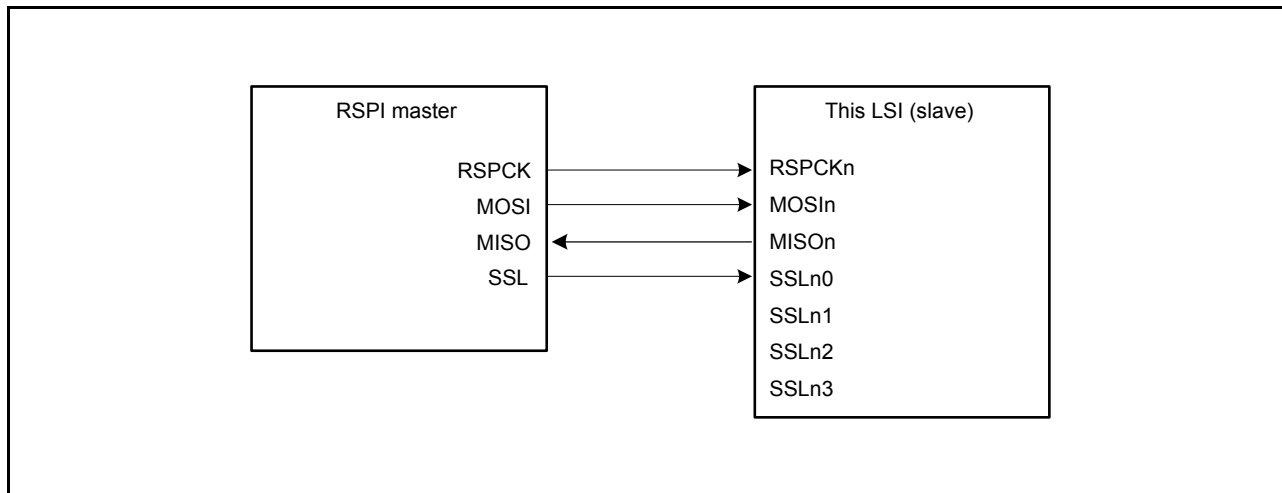 RSPI master
RSPCK
MOSI
MISO
SSL
This LSI (slave)
RSPCKn
MOSIn
MISOn
SSLn0
SSLn1
SSLn2
SSLn3